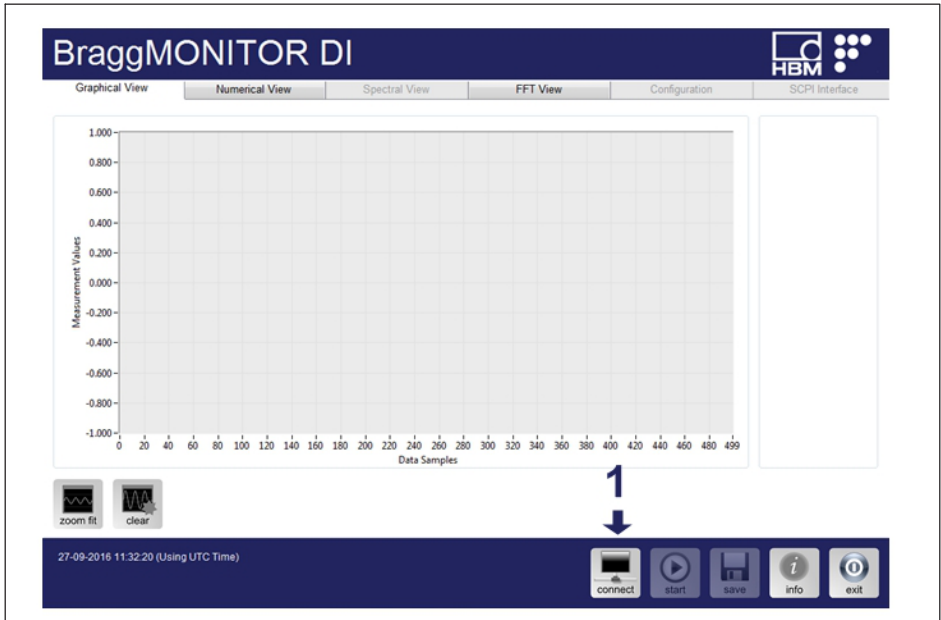 BraggMONITOR DI
HBM
Graphical View Numerical View Spectral View FFT View Configuration SCPI Interface
1.000
0.800
0.600
0.400
0.200
0.000
-0.200
-0.400
-0.600
-0.800
-1.000
Measurement Values
0 20 40 60 80 100 120 140 160 180 200 220 240 260 280 300 320 340 360 380 400 420 440 460 480 499
Data Samples
1
zoom fit clear
27-09-2016 11:32:20 (Using UTC Time)
connect start save info exit